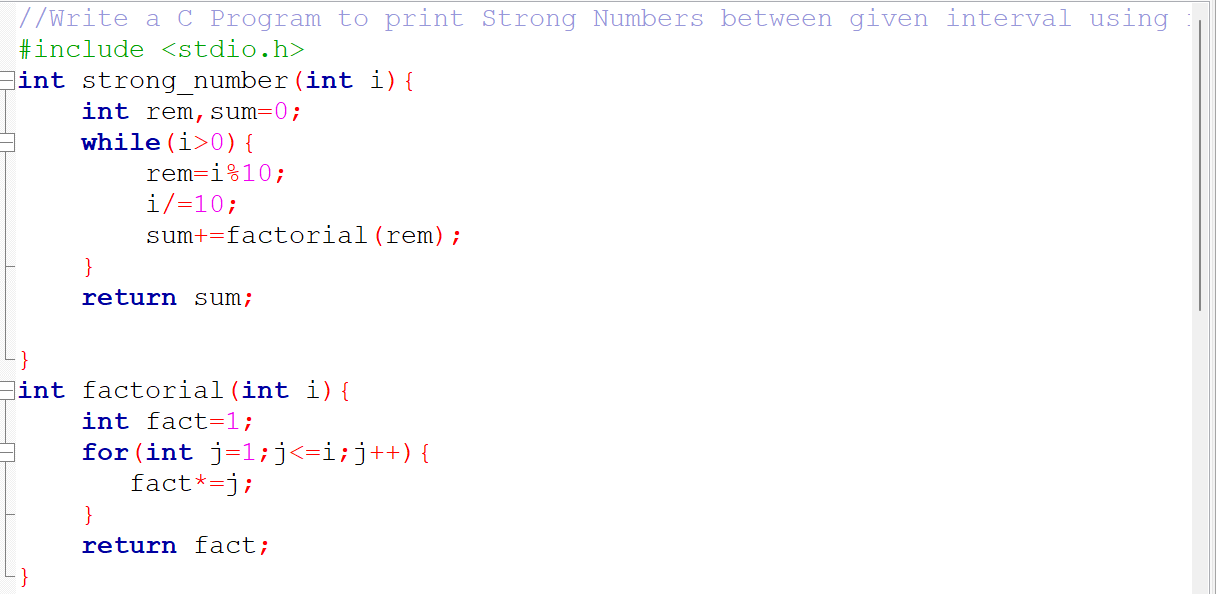 //Write a C Program to print Strong Numbers between given interval using
#include <stdio.h>
int strong_number(int i){
    int rem,sum=0;
    while(i>0){
        rem=i%10;
        i/=10;
        sum+=factorial(rem);
    }
    return sum;

}
int factorial(int i){
    int fact=1;
    for(int j=1;j<=i;j++){
       fact*=j;
    }
    return fact;
}